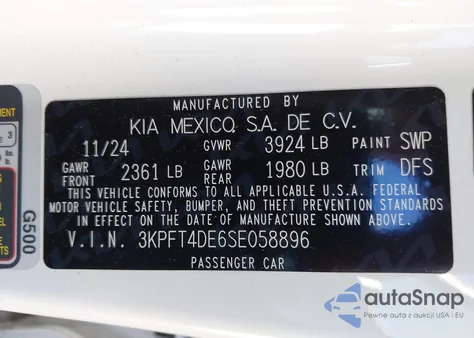 MANUFACTURED BY
KIA MEXICO, S.A. DE C.V.
11/24 GVWR 3924 LB PAINT SWP
GAWR FRONT 2361 LB GAWR REAR 1980 LB TRIM DFS
THIS VEHICLE CONFORMS TO ALL APPLICABLE U.S.A. FEDERAL
MOTOR VEHICLE SAFETY, BUMPER, AND THEFT PREVENTION STANDARDS
IN EFFECT ON THE DATE OF MANUFACTURE SHOWN ABOVE.
V.I.N. 3KPFT4DE6SE058896
PASSENGER CAR
G500
3
autoSnap
Pewne auta z aukcji USA i EU